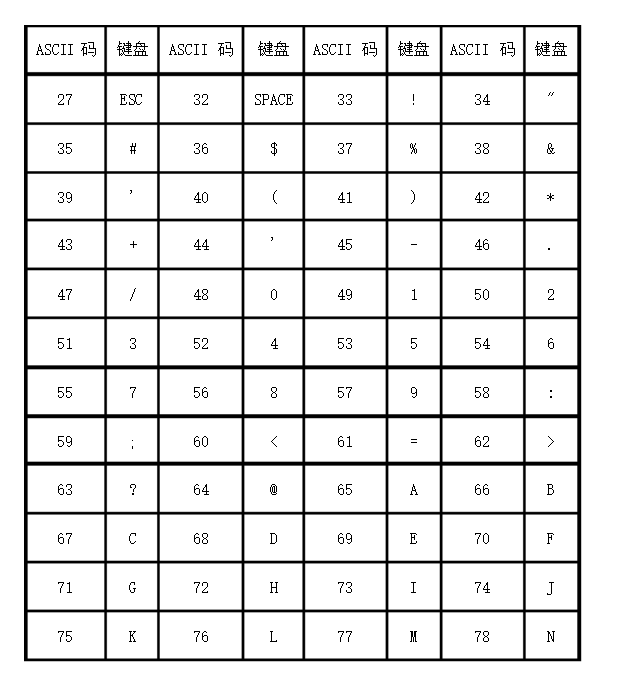 ASCII 码 键盘 ASCII 码 键盘 ASCII 码 键盘 ASCII 码 键盘
27 ESC 32 SPACE 33 ! 34 ″
35 # 36 $ 37 % 38 &
39 ' 40 ( 41 ) 42 *
43 + 44 ' 45 - 46 .
47 / 48 0 49 1 50 2
51 3 52 4 53 5 54 6
55 7 56 8 57 9 58 :
59 ; 60 < 61 = 62 >
63 ? 64 @ 65 A 66 B
67 C 68 D 69 E 70 F
71 G 72 H 73 I 74 J
75 K 76 L 77 M 78 N